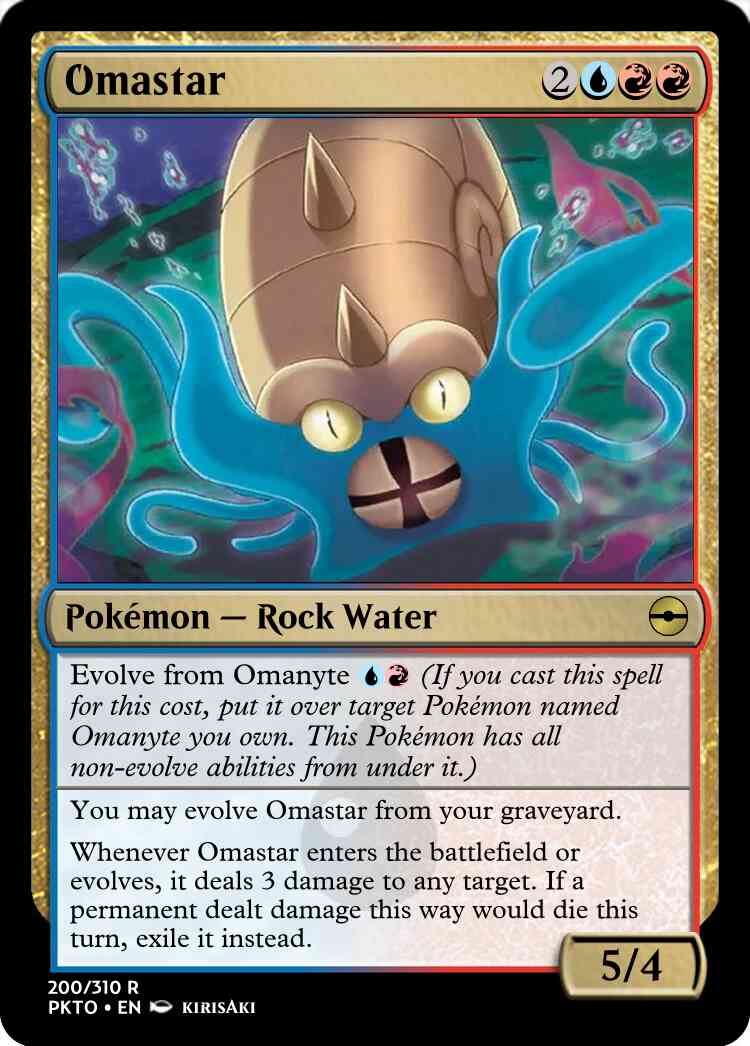 Omastar 2
Pokémon — Rock Water
Evolve from Omanyte (If you cast this spell
for this cost, put it over target Pokémon named
Omanyte you own. This Pokémon has all
non-evolve abilities from under it.)
You may evolve Omastar from your graveyard.
Whenever Omastar enters the battlefield or
evolves, it deals 3 damage to any target. If a
permanent dealt damage this way would die this
turn, exile it instead.
5/4
200/310 R
PKTO • EN KIRISAKI